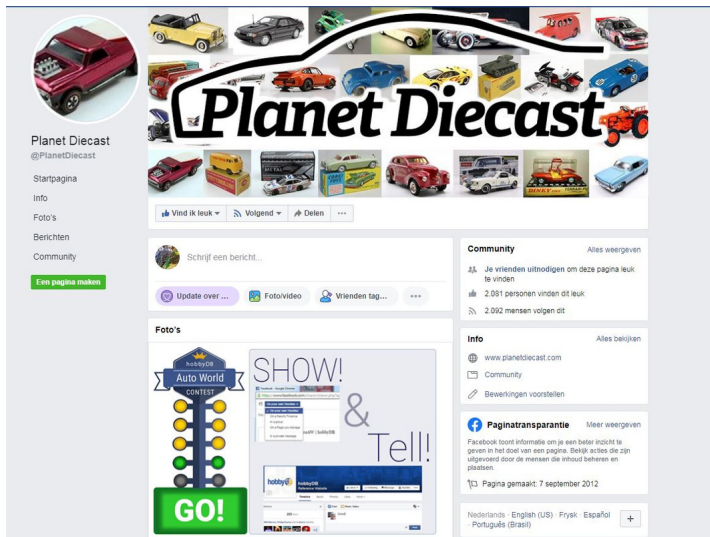 Planet Diecast
Planet Diecast
@PlanetDiecast
Startpagina
Info
Foto's
Berichten
Community
Een pagina maken
Vind ik leuk
Volgend
Delen
Schrijf een bericht...
Update over ...
Foto/video
Vrienden tag...
Foto's
hobbyDB
Auto World
CONTEST
GO!
SHOW!
&
Tell!
hobbyDB
Community
Alles weergeven
Je vrienden uitnodigen om deze pagina leuk
te vinden
2.081 personen vinden dit leuk
2.092 mensen volgen dit
Info
Alles bekijken
www.planetdiecast.com
Community
Bewerkingen voorstellen
Paginatransparantie
Meer weergeven
Facebook toont informatie om je een beter inzicht te
geven in het doel van een pagina. Bekijk acties die zijn
uitgevoerd door de mensen die inhoud beheren en
plaatsen.
Pagina gemaakt: 7 september 2012
Nederlands · English (US) · Frysk · Español
· Português (Brasil)